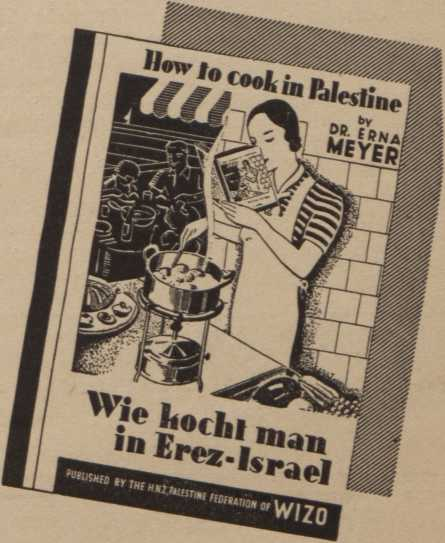 How to cook in Palestine
by
DR. ERNA
MEYER
Wie kocht man
in Erez-Israel
PUBLISHED BY THE H.N.Z. PALESTINE FEDERATION OF WIZO